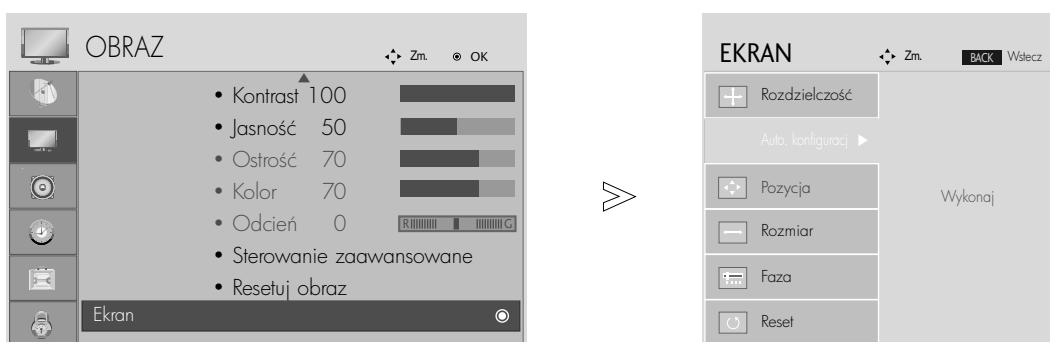 OBRAZ
Zm. OK
• Kontrast 100
• Jasność 50
• Ostrość 70
• Kolor 70
• Odcień 0 R G
• Sterowanie zaawansowane
• Resetuj obraz
Ekran
EKRAN
Zm. BACK Wstecz
Rozdzielczość
Auto. konfiguracj
Pozycja
Wykonaj
Rozmiar
Faza
Reset